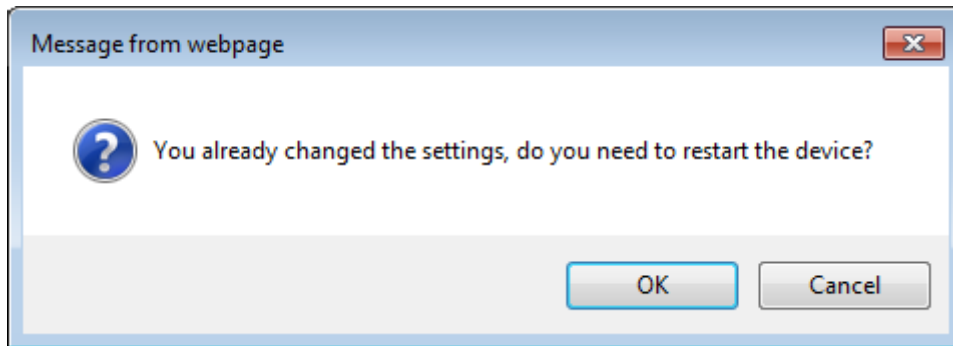 Message from webpage
You already changed the settings, do you need to restart the device?
OK
Cancel